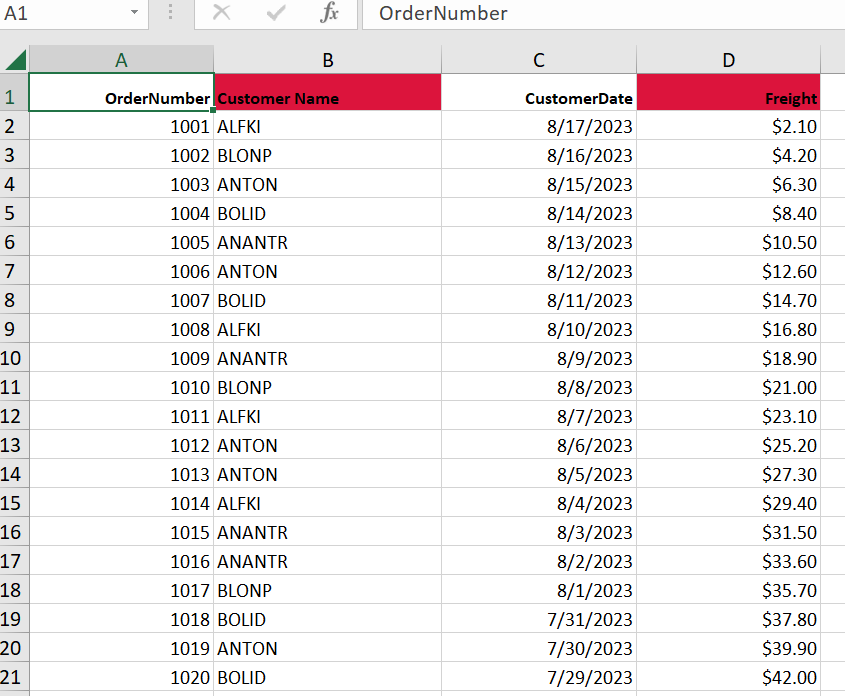 A1 fx OrderNumber
A B C D
1 OrderNumber Customer Name CustomerDate Freight
2 1001 ALFKI 8/17/2023 $2.10
3 1002 BLONP 8/16/2023 $4.20
4 1003 ANTON 8/15/2023 $6.30
5 1004 BOLID 8/14/2023 $8.40
6 1005 ANANTR 8/13/2023 $10.50
7 1006 ANTON 8/12/2023 $12.60
8 1007 BOLID 8/11/2023 $14.70
9 1008 ALFKI 8/10/2023 $16.80
10 1009 ANANTR 8/9/2023 $18.90
11 1010 BLONP 8/8/2023 $21.00
12 1011 ALFKI 8/7/2023 $23.10
13 1012 ANTON 8/6/2023 $25.20
14 1013 ANTON 8/5/2023 $27.30
15 1014 ALFKI 8/4/2023 $29.40
16 1015 ANANTR 8/3/2023 $31.50
17 1016 ANANTR 8/2/2023 $33.60
18 1017 BLONP 8/1/2023 $35.70
19 1018 BOLID 7/31/2023 $37.80
20 1019 ANTON 7/30/2023 $39.90
21 1020 BOLID 7/29/2023 $42.00